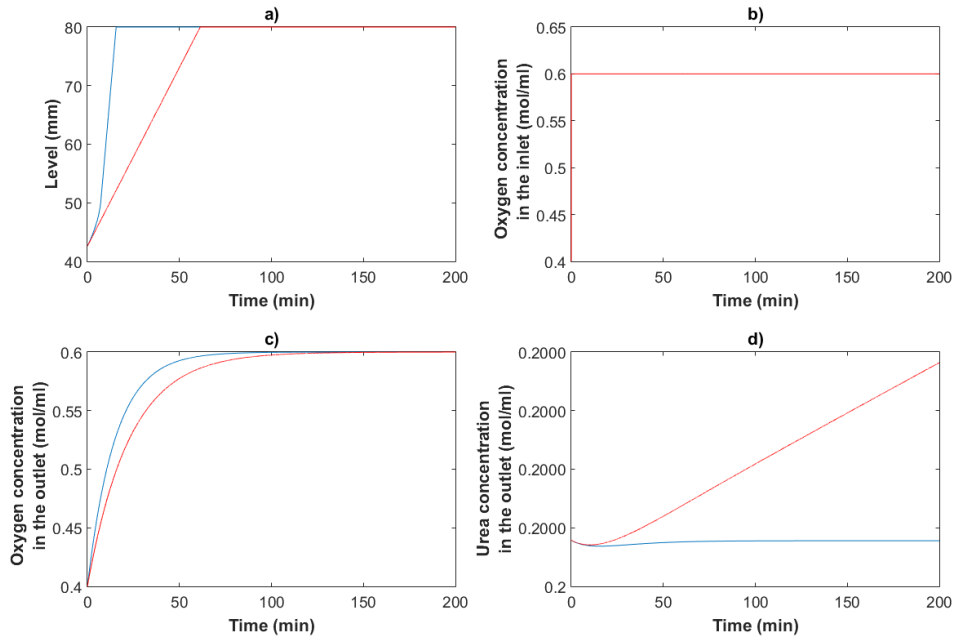 a)
80
70
60
50
40
Level (mm)
0 50 100 150 200
Time (min)
b)
0.65
0.6
0.55
0.5
0.45
0.4
Oxygen concentration
in the inlet (mol/ml)
0 50 100 150 200
Time (min)
c)
0.6
0.55
0.5
0.45
0.4
Oxygen concentration
in the outlet (mol/ml)
0 50 100 150 200
Time (min)
d)
0.2000
0.2000
0.2000
0.2000
0.2
Urea concentration
in the outlet (mol/ml)
0 50 100 150 200
Time (min)